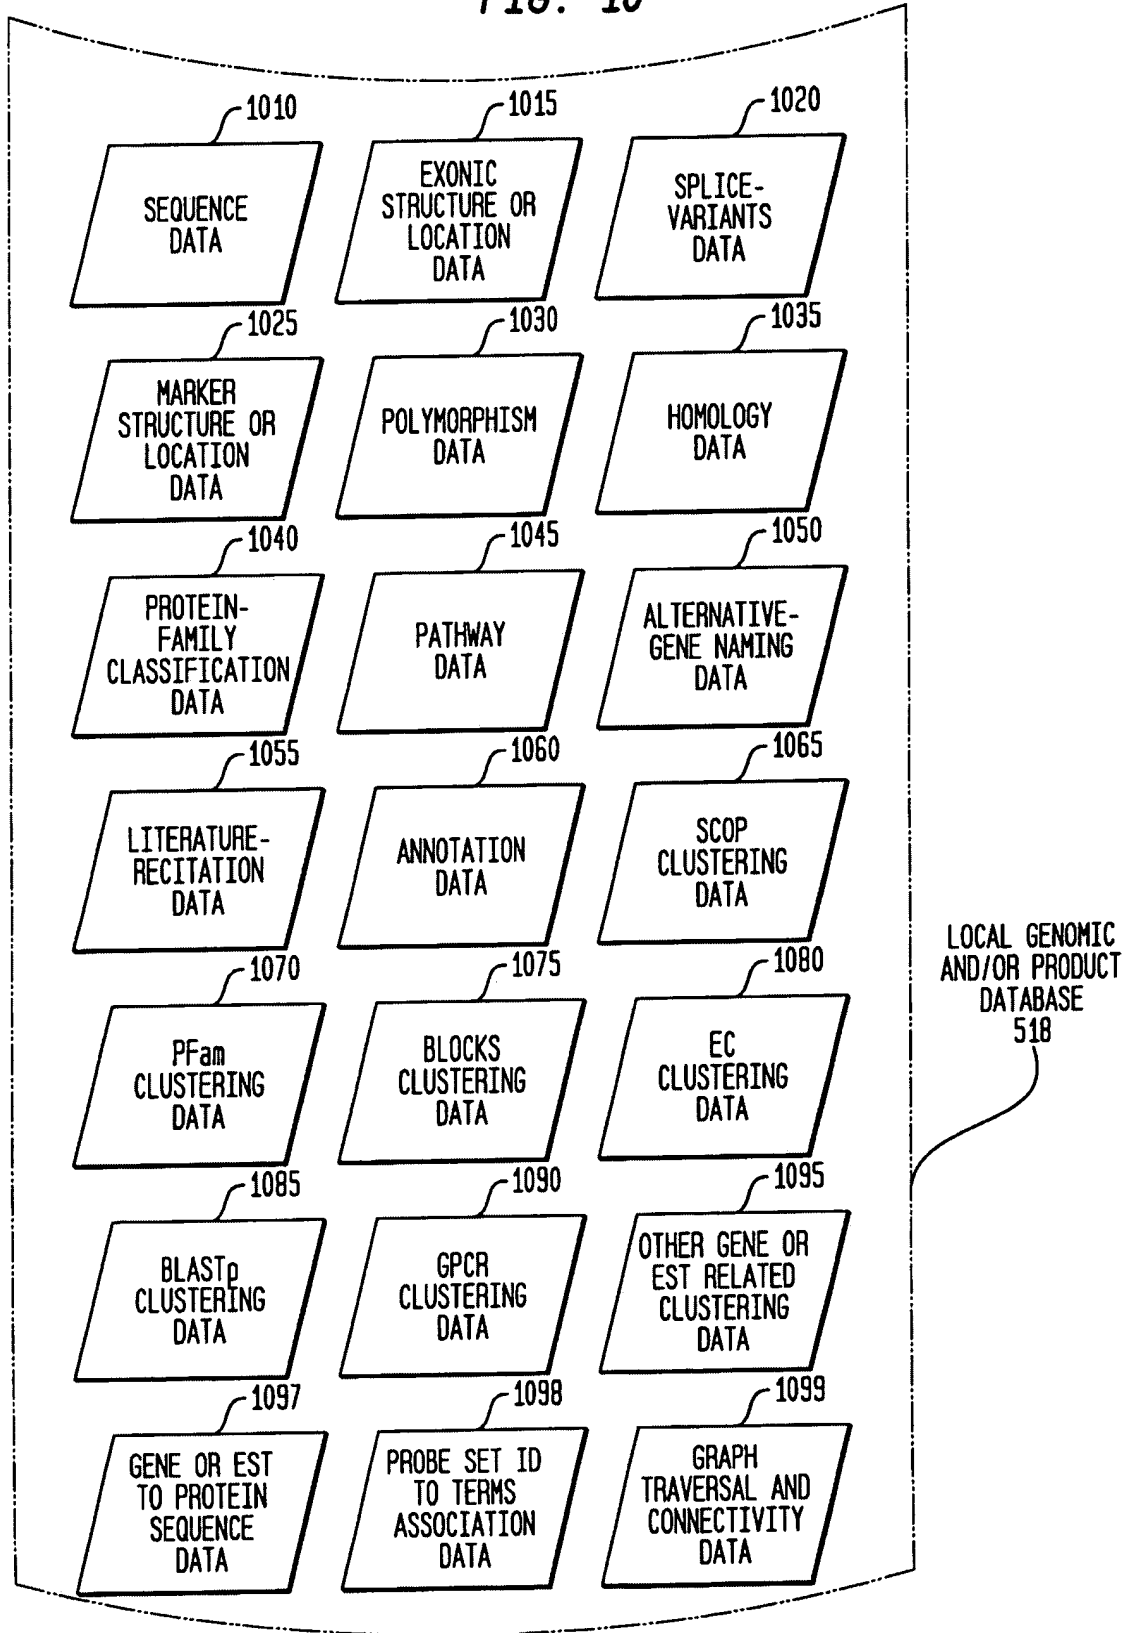 FIG. 10
1010
1015
1020
SEQUENCE
DATA
EXONIC
STRUCTURE OR
LOCATION
DATA
SPLICE-
VARIANTS
DATA
1025
1030
1035
MARKER
STRUCTURE OR
LOCATION
DATA
POLYMORPHISM
DATA
HOMOLOGY
DATA
1040
1045
1050
PROTEIN-
FAMILY
CLASSIFICATION
DATA
PATHWAY
DATA
ALTERNATIVE-
GENE NAMING
DATA
1055
1060
1065
LITERATURE-
RECITATION
DATA
ANNOTATION
DATA
SCOP
CLUSTERING
DATA
LOCAL GENOMIC
AND/OR PRODUCT
DATABASE
518
1070
1075
1080
PFam
CLUSTERING
DATA
BLOCKS
CLUSTERING
DATA
EC
CLUSTERING
DATA
1085
1090
1095
BLASTp
CLUSTERING
DATA
GPCR
CLUSTERING
DATA
OTHER GENE OR
EST RELATED
CLUSTERING
DATA
1097
1098
1099
GENE OR EST
TO PROTEIN
SEQUENCE
DATA
PROBE SET ID
TO TERMS
ASSOCIATION
DATA
GRAPH
TRAVERSAL AND
CONNECTIVITY
DATA